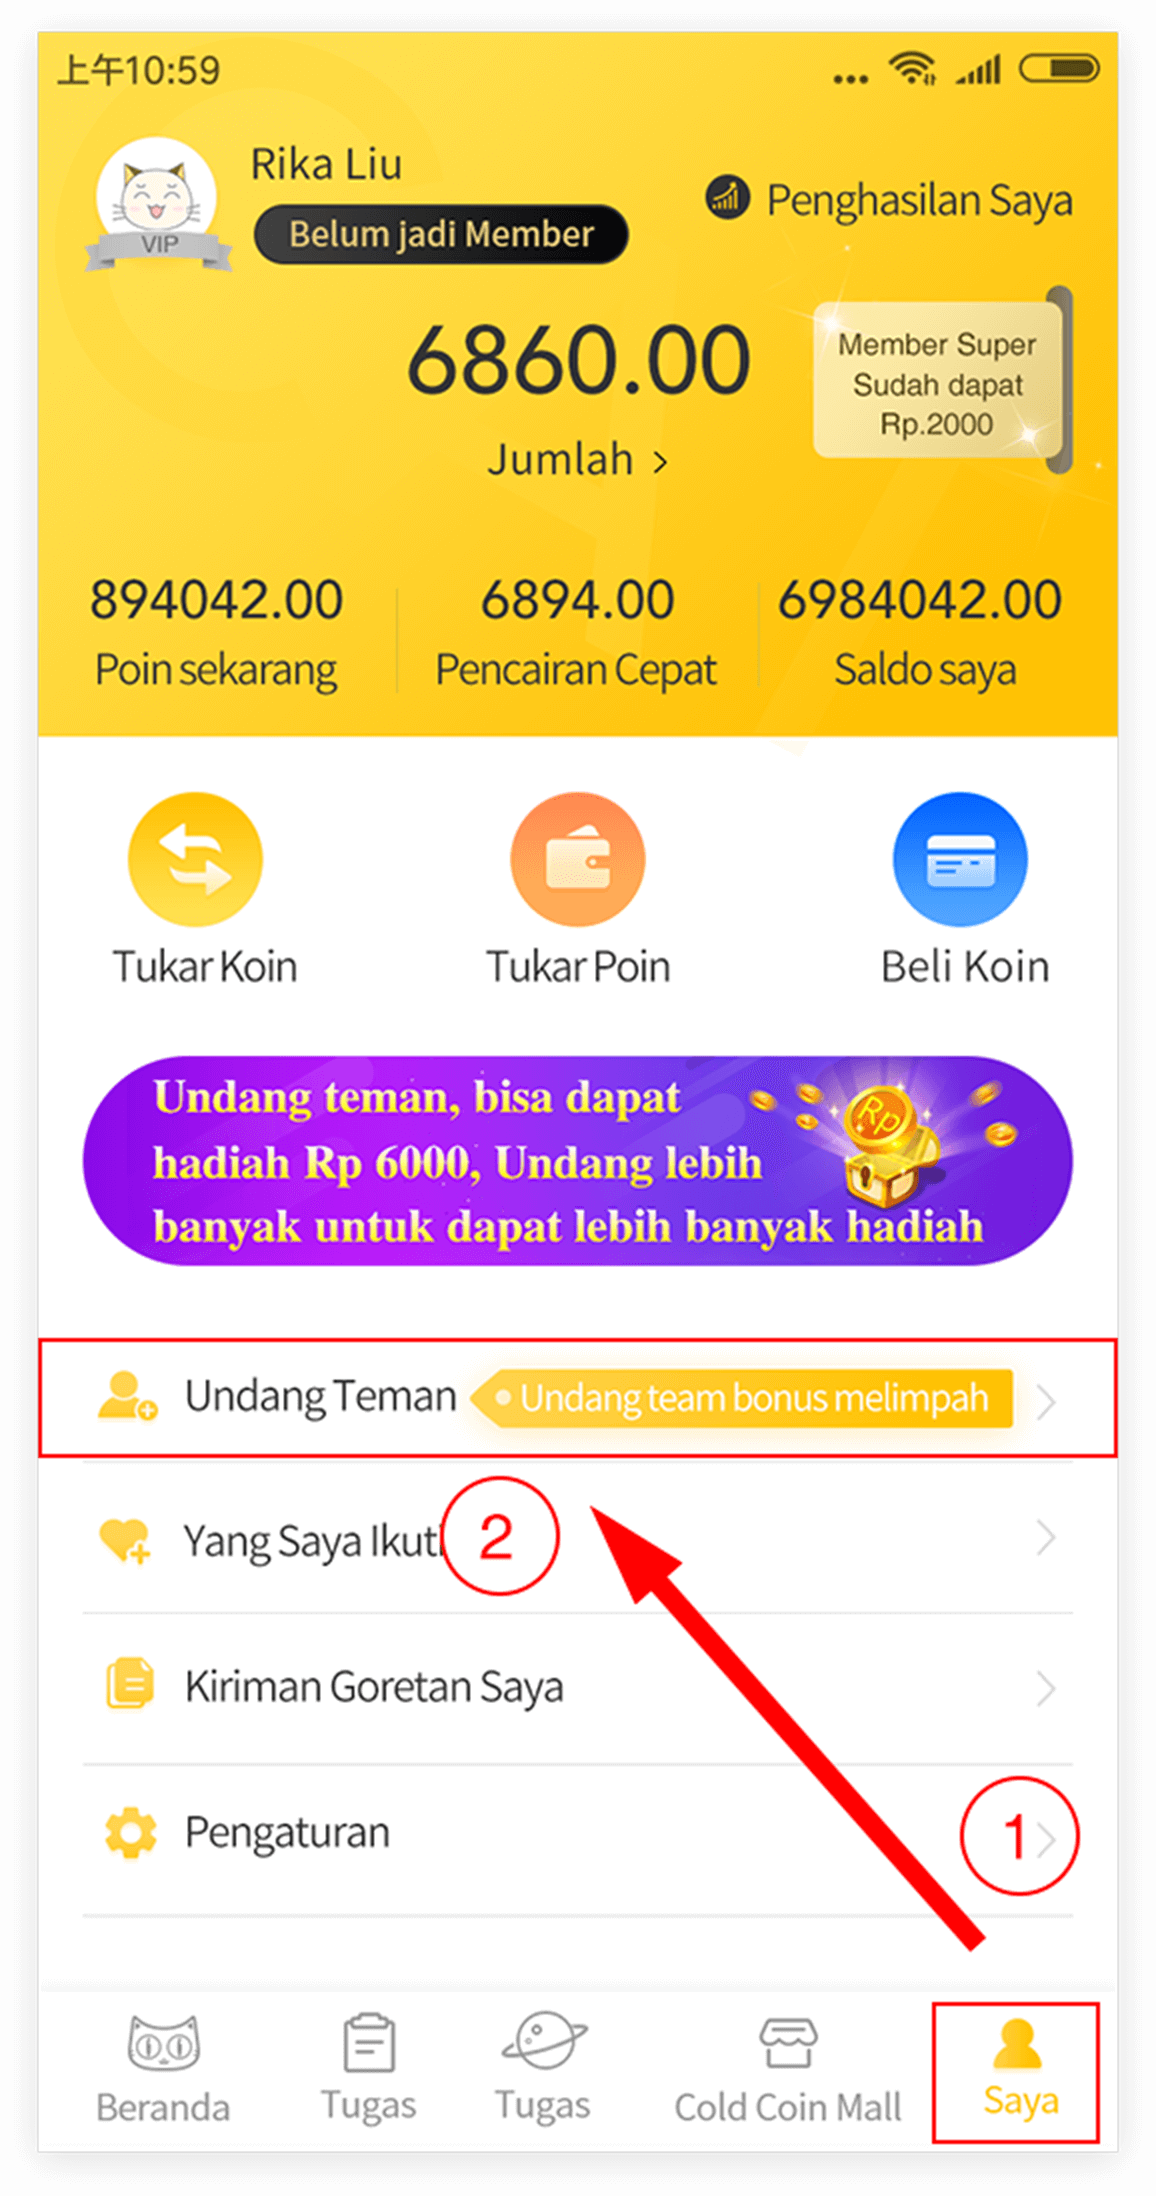 上午10:59
Rika Liu
VIP
Belum jadi Member
Penghasilan Saya
6860.00
Jumlah >
Member Super
Sudah dapat
Rp.2000
894042.00
Poin sekarang
6894.00
Pencairan Cepat
6984042.00
Saldo saya
Tukar Koin
Tukar Poin
Beli Koin
Undang teman, bisa dapat
hadiah Rp 6000, Undang lebih
banyak untuk dapat lebih banyak hadiah
Rp
Undang Teman
Undang team bonus melimpah
Yang Saya Ikuti
2
Kiriman Goretan Saya
Pengaturan
1
Beranda
Tugas
Tugas
Cold Coin Mall
Saya